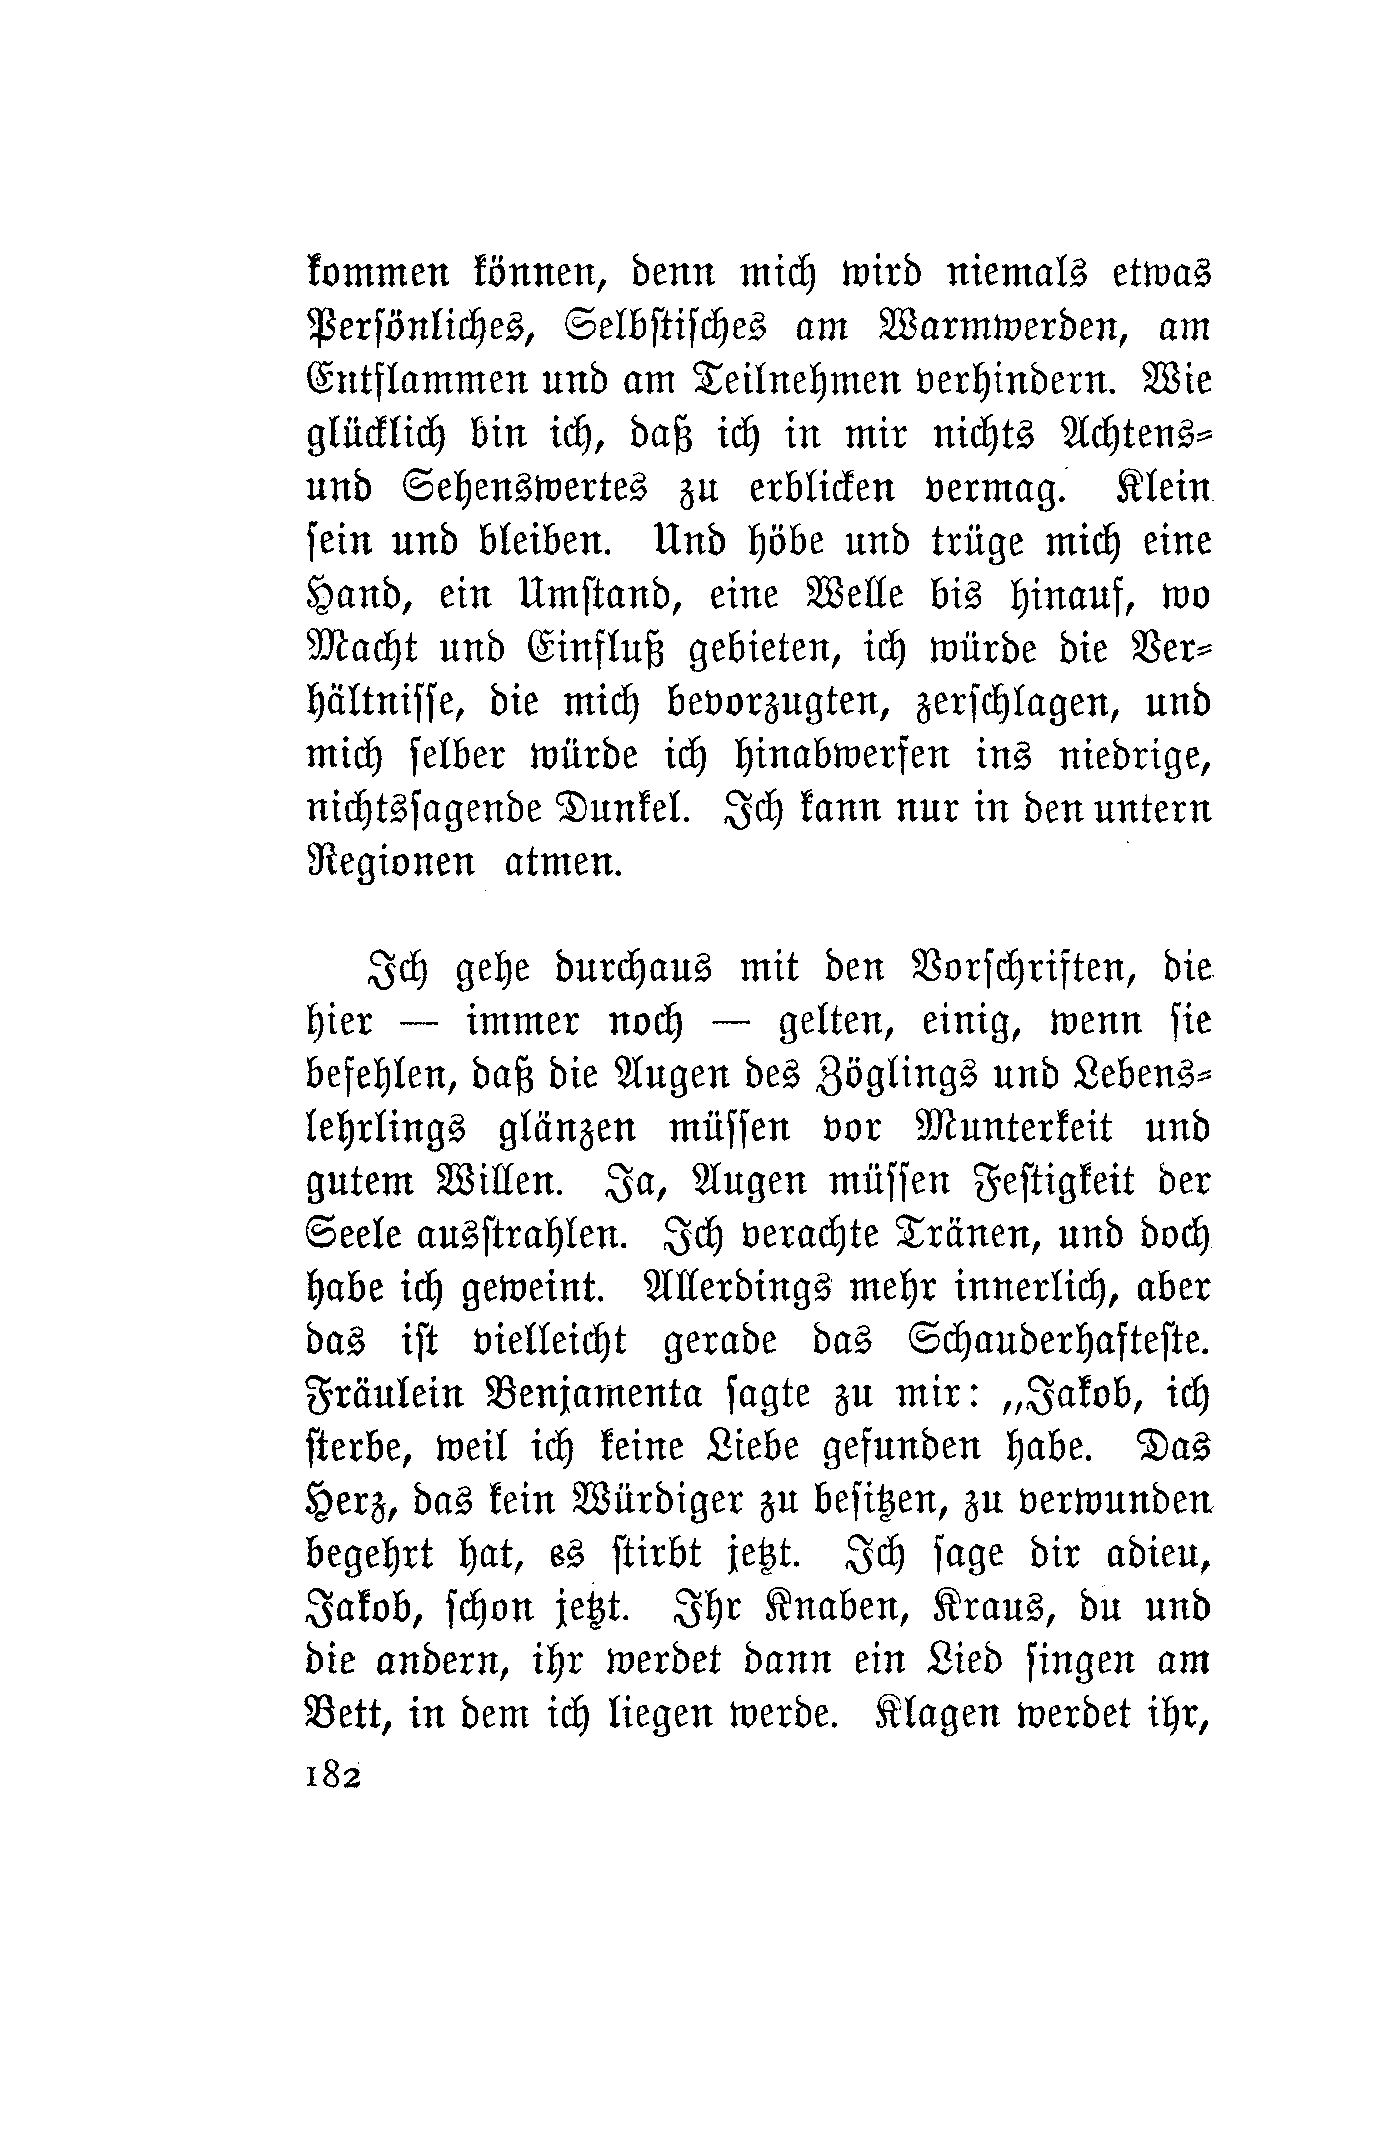 kommen können, denn mich wird niemals etwas
Persönliches, Selbstisches am Warmwerden, am
Entflammen und am Teilnehmen verhindern. Wie
glücklich bin ich, daß ich in mir nichts Achtens-
und Sehenswertes zu erblicken vermag. Klein
sein und bleiben. Und höbe und trüge mich eine
Hand, ein Umstand, eine Welle bis hinauf, wo
Macht und Einfluß gebieten, ich würde die Ver-
hältnisse, die mich bevorzugten, zerschlagen, und
mich selber würde ich hinabwerfen ins niedrige,
nichtssagende Dunkel. Ich kann nur in den untern
Regionen atmen.
Ich gehe durchaus mit den Vorschriften, die
hier — immer noch — gelten, einig, wenn sie
befehlen, daß die Augen des Zöglings und Lebens-
lehrlings glänzen müssen vor Munterkeit und
gutem Willen. Ja, Augen müssen Festigkeit der
Seele ausstrahlen. Ich verachte Tränen, und doch
habe ich geweint. Allerdings mehr innerlich, aber
das ist vielleicht gerade das Schauderhafteste.
Fräulein Benjamenta sagte zu mir: „Jakob, ich
sterbe, weil ich keine Liebe gefunden habe. Das
Herz, das kein Würdiger zu besitzen, zu verwunden
begehrt hat, es stirbt jetzt. Ich sage dir adieu,
Jakob, schon jetzt. Ihr Knaben, Kraus, du und
die andern, ihr werdet dann ein Lied singen am
Bett, in dem ich liegen werde. Klagen werdet ihr,
182